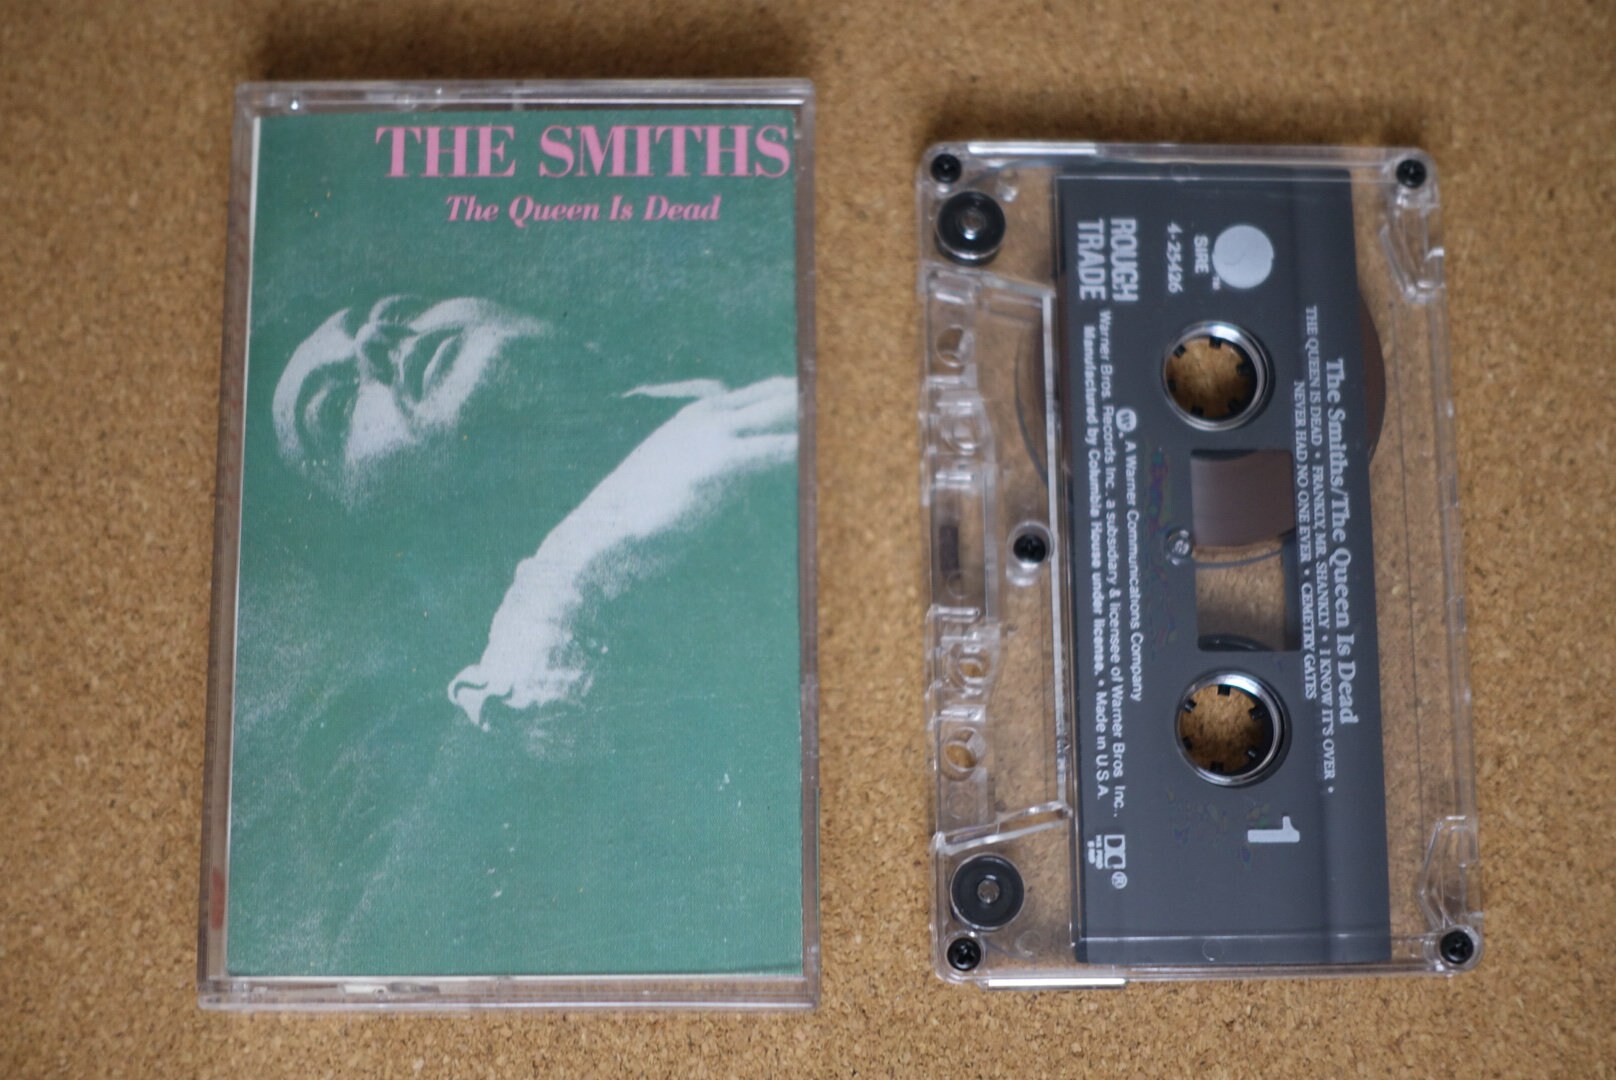 THE SMITHS
The Queen Is Dead
The Smiths/The Queen Is Dead
THE QUEEN IS DEAD • FRANKLY, MR. SHANKLY • I KNOW IT'S OVER •
NEVER HAD NO ONE EVER • CEMETRY GATES
SIRE
4-25426
1
ROUGH
TRADE
A Warner Communications Company
Warner Bros. Records Inc., a subsidiary & licensee of Warner Bros. Inc.,
Manufactured by Columbia House under license. • Made in U.S.A.